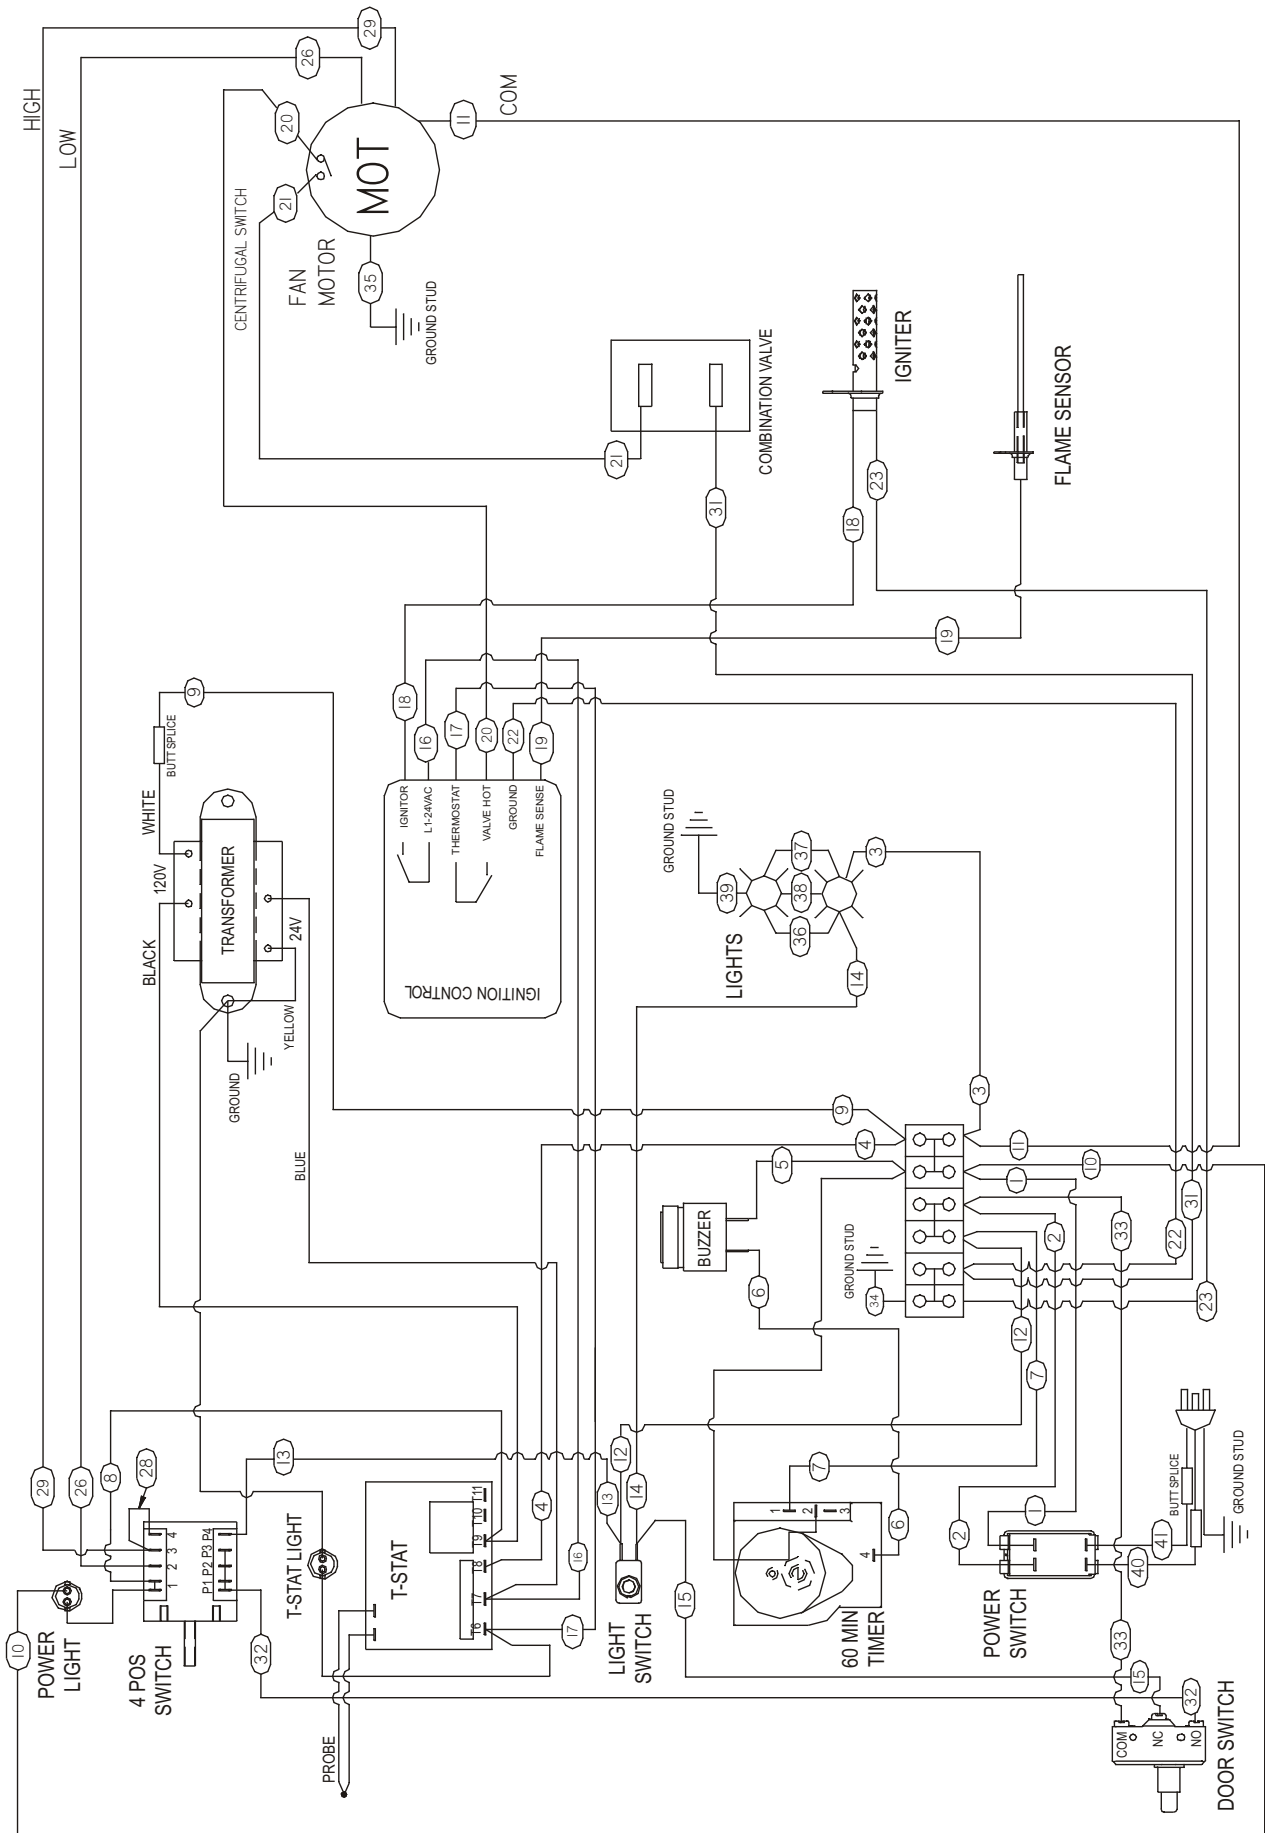 HIGH
29
LOW
26
20
11
COM
CENTRIFUGAL SWITCH
21
MOT
FAN
MOTOR
35
GROUND STUD
COMBINATION VALVE
21
31
IGNITER
18
23
FLAME SENSOR
19
9
BUTT SPLICE
WHITE
120V
BLACK
TRANSFORMER
24V
YELLOW
GROUND
BLUE
18
16
17
20
22
19
IGNITOR
L1-24VAC
THERMOSTAT
VALVE HOT
GROUND
FLAME SENSE
IGNITION CONTROL
GROUND STUD
39
37
38
36
3
14
LIGHTS
3
9
4
5
11
10
1
2
33
31
22
23
BUZZER
6
GROUND STUD
34
12
7
29
26
8
28
13
4
3
2
1
P4
P3
P2
P1
10
POWER
LIGHT
4 POS
SWITCH
32
T-STAT LIGHT
T-STAT
T11
T10
T9
T8
T7
T6
PROBE
4
16
17
12
13
14
15
LIGHT
SWITCH
7
1
2
3
4
6
60 MIN
TIMER
2
1
BUTT SPLICE
41
40
GROUND STUD
POWER
SWITCH
33
15
32
COM
NC
NO
DOOR SWITCH